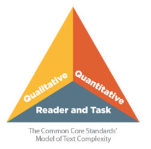 Qualitative
Quantitative
Reader and Task
The Common Core Standards'
Model of Text Complexity